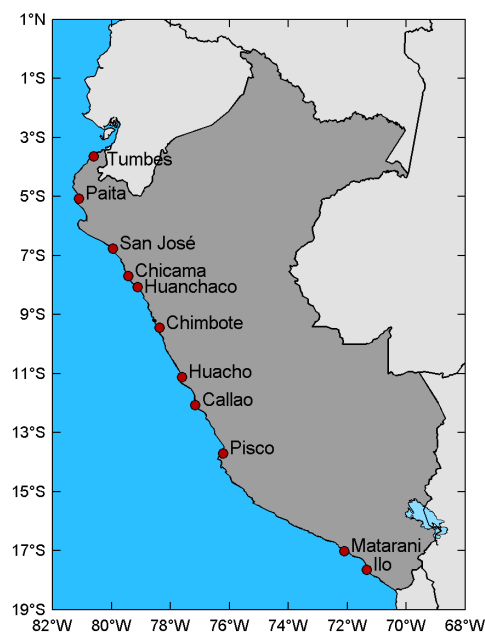 1°N
1°S
3°S
Tumbes
5°S
Paita
7°S
San José
Chicama
Huanchaco
9°S
Chimbote
11°S
Huacho
Callao
13°S
Pisco
15°S
17°S
Matarani
Ilo
19°S
82°W 80°W 78°W 76°W 74°W 72°W 70°W 68°W